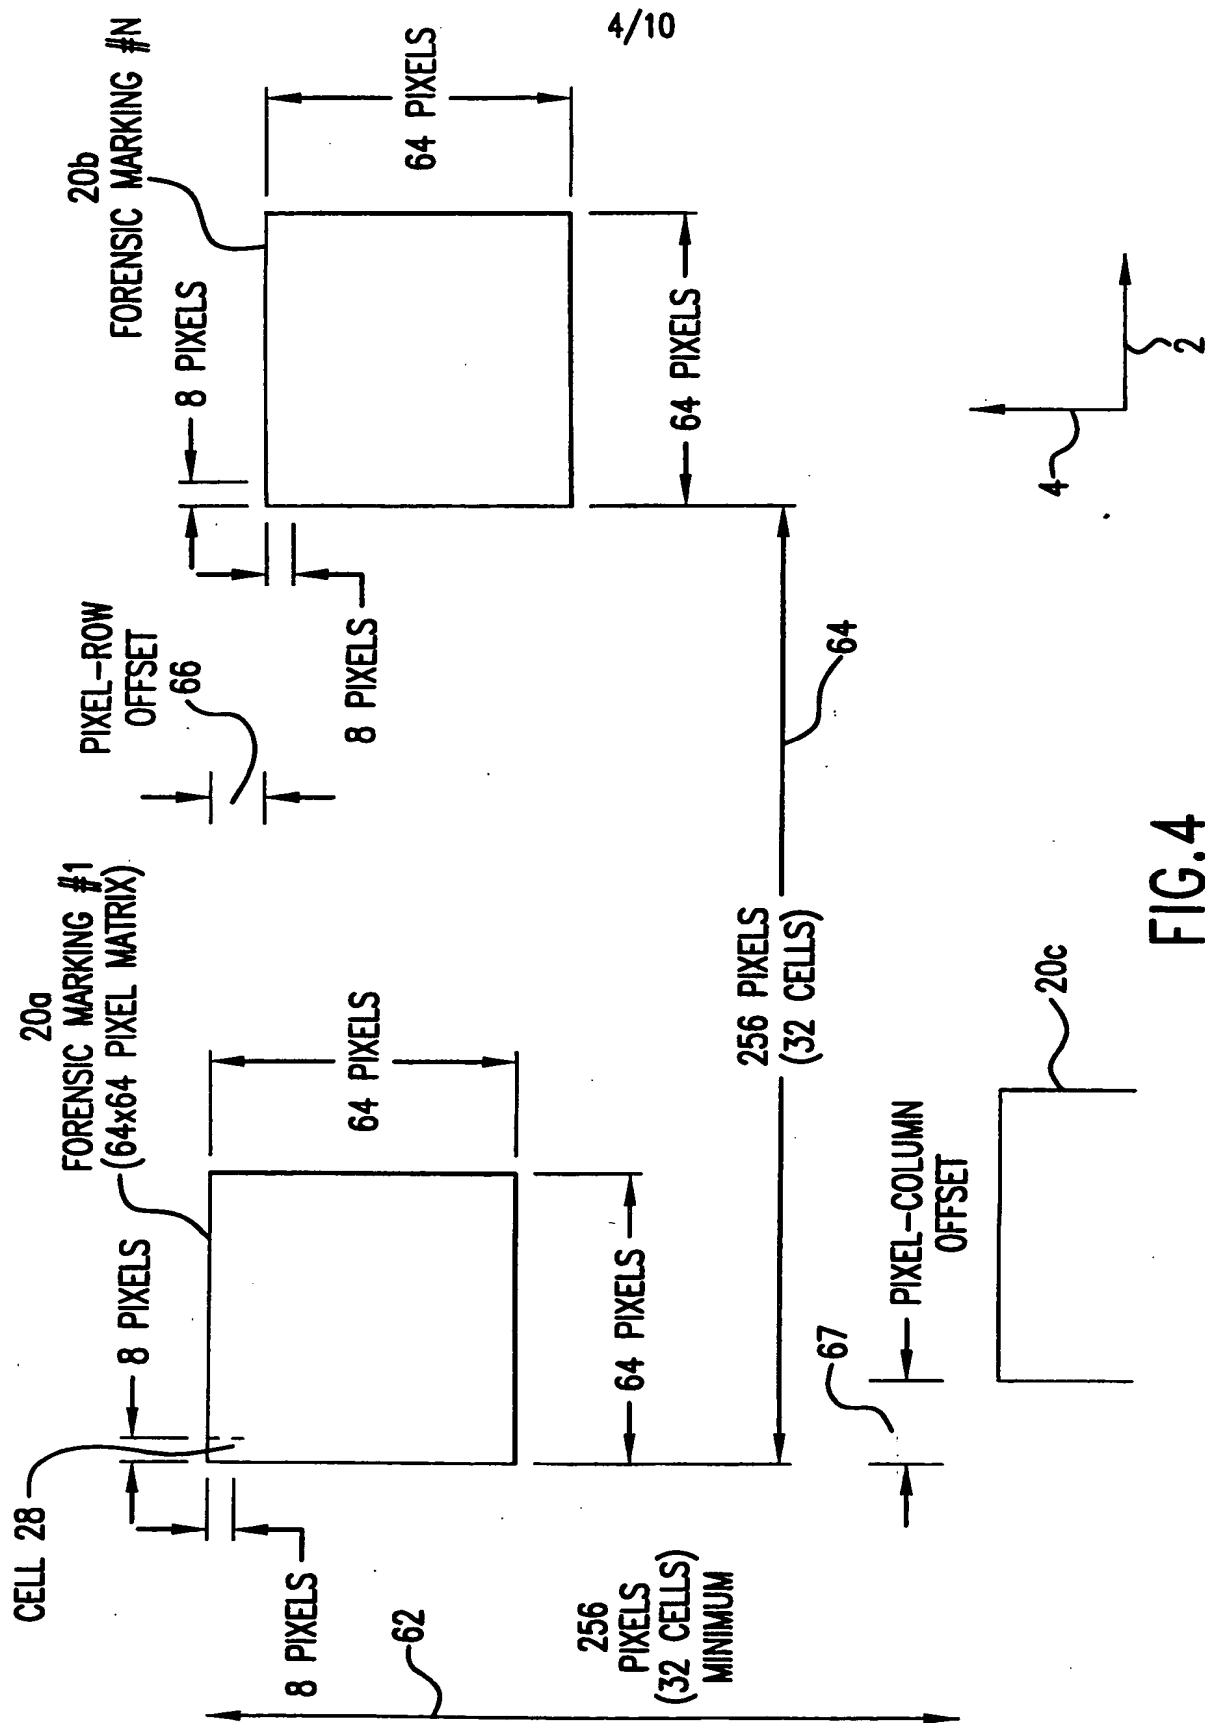 4/10
20a
FORENSIC MARKING #1
(64x64 PIXEL MATRIX)
20b
FORENSIC MARKING #N
PIXEL-ROW
OFFSET
66
CELL 28
8 PIXELS
8 PIXELS
64 PIXELS
64 PIXELS
8 PIXELS
8 PIXELS
64 PIXELS
64 PIXELS
62
256
PIXELS
(32 CELLS)
MINIMUM
256 PIXELS
(32 CELLS)
64
67
PIXEL-COLUMN
OFFSET
20c
4
2
FIG.4